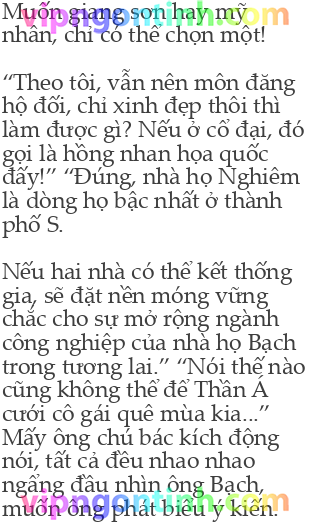 Muốn giang sơn hay mỹ
nhân, chỉ có thể chọn một!
“Theo tôi, vẫn nên môn đăng
hộ đối, chỉ xinh đẹp thôi thì
làm được gì? Nếu ở cổ đại, đó
gọi là hồng nhan họa quốc
đấy!” “Đúng, nhà họ Nghiêm
là dòng họ bậc nhất ở thành
phố S.
Nếu hai nhà có thể kết thống
gia, sẽ đặt nền móng vững
chắc cho sự mở rộng ngành
công nghiệp của nhà họ Bạch
trong tương lai.” “Nói thế nào
cũng không thể để Thần Á
cưới cô gái quê mùa kia...”
Mấy ông chú bác kích động
nói, tất cả đều nhao nhao
ngẩng đầu nhìn ông Bạch,
muốn ông phát biểu ý kiến.
vipngontinh.com
vipngontinh.com